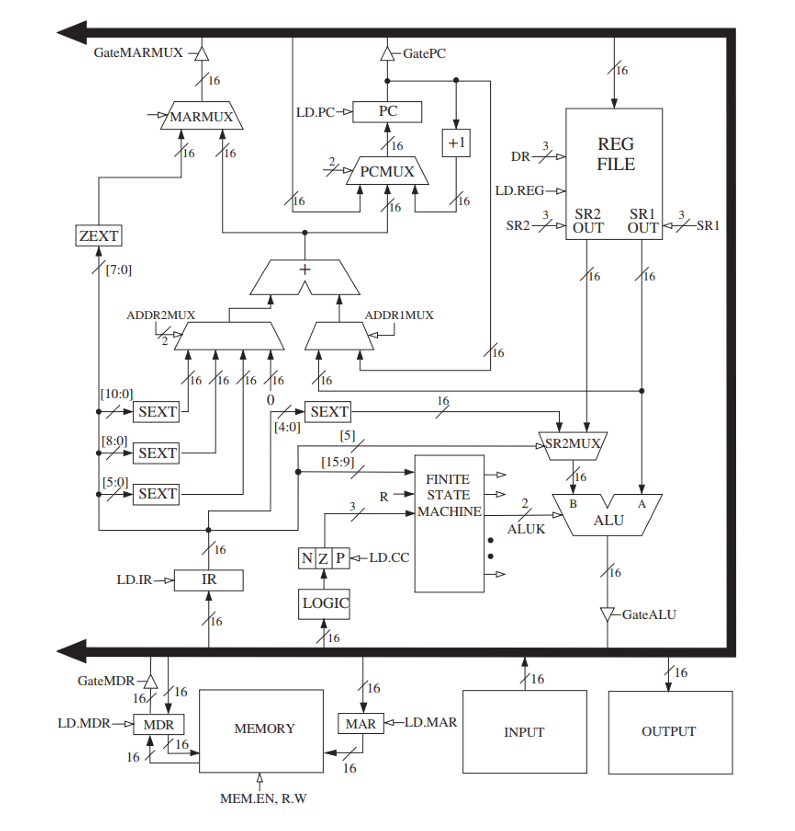 GateMARMUX
GatePC
16
16
MARMUX
LD.PC
PC
+1
REG
FILE
16
16
16
2
PCMUX
DR
3
LD.REG
16
16
16
ZEXT
SR2
3
SR2
OUT
SR1
OUT
3
SR1
[7:0]
+
16
16
ADDR2MUX
2
ADDR1MUX
16
[10:0]
16
16
16
16
16
0
SEXT
[4:0]
SEXT
16
[8:0]
SEXT
[5]
SR2MUX
[15:9]
16
[5:0]
SEXT
R
FINITE
STATE
MACHINE
3
2
ALUK
B
A
ALU
16
N Z P
LD.CC
LD.IR
IR
16
LOGIC
GateALU
16
16
GateMDR
16
16
16
16
16
LD.MDR
MDR
MEMORY
MAR
LD.MAR
INPUT
OUTPUT
16
16
16
MEM.EN, R.W